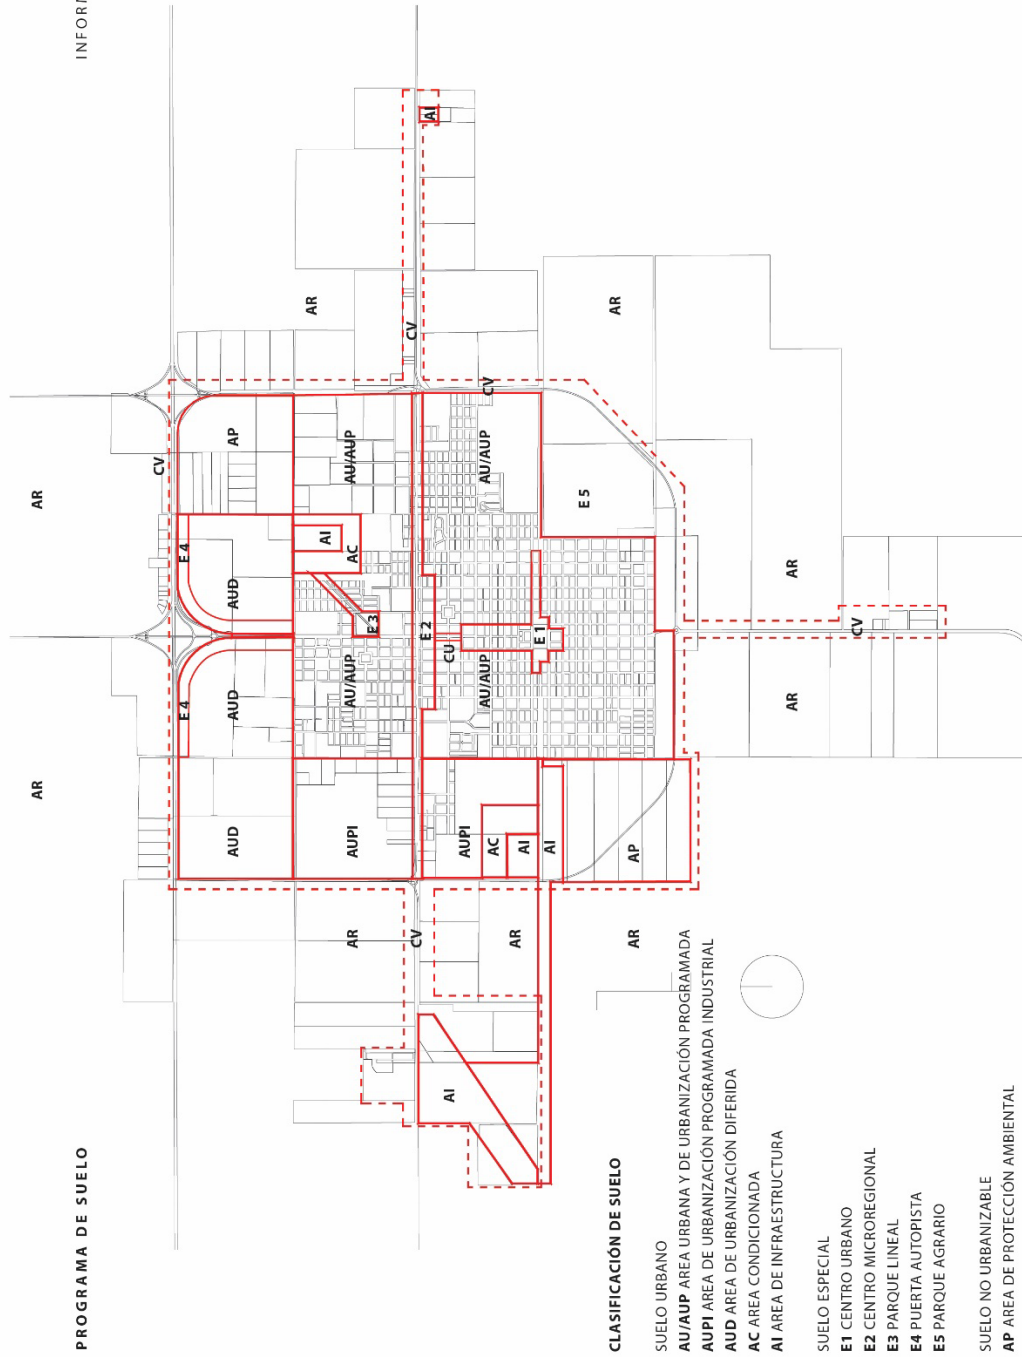 PROGRAMA DE SUELO
INFORM
AR
AR
CV
E 4
E 4
AUD
AUD
AUD
AP
AR
AI
AR
AUPI
AU/AUP
AC
AU/AUP
E 3
CV
E 2
CV
AI
AI
CU
AUPI
AU/AUP
AU/AUP
CV
AC
AR
AI
AI
E 1
E 5
AR
AR
AP
AR
AR
CV
CLASIFICACIÓN DE SUELO
SUELO URBANO
AU/AUP AREA URBANA Y DE URBANIZACIÓN PROGRAMADA
AUPI AREA DE URBANIZACIÓN PROGRAMADA INDUSTRIAL
AUD AREA DE URBANIZACIÓN DIFERIDA
AC AREA CONDICIONADA
AI AREA DE INFRAESTRUCTURA
SUELO ESPECIAL
E1 CENTRO URBANO
E2 CENTRO MICROREGIONAL
E3 PARQUE LINEAL
E4 PUERTA AUTOPISTA
E5 PARQUE AGRARIO
SUELO NO URBANIZABLE
AP AREA DE PROTECCIÓN AMBIENTAL